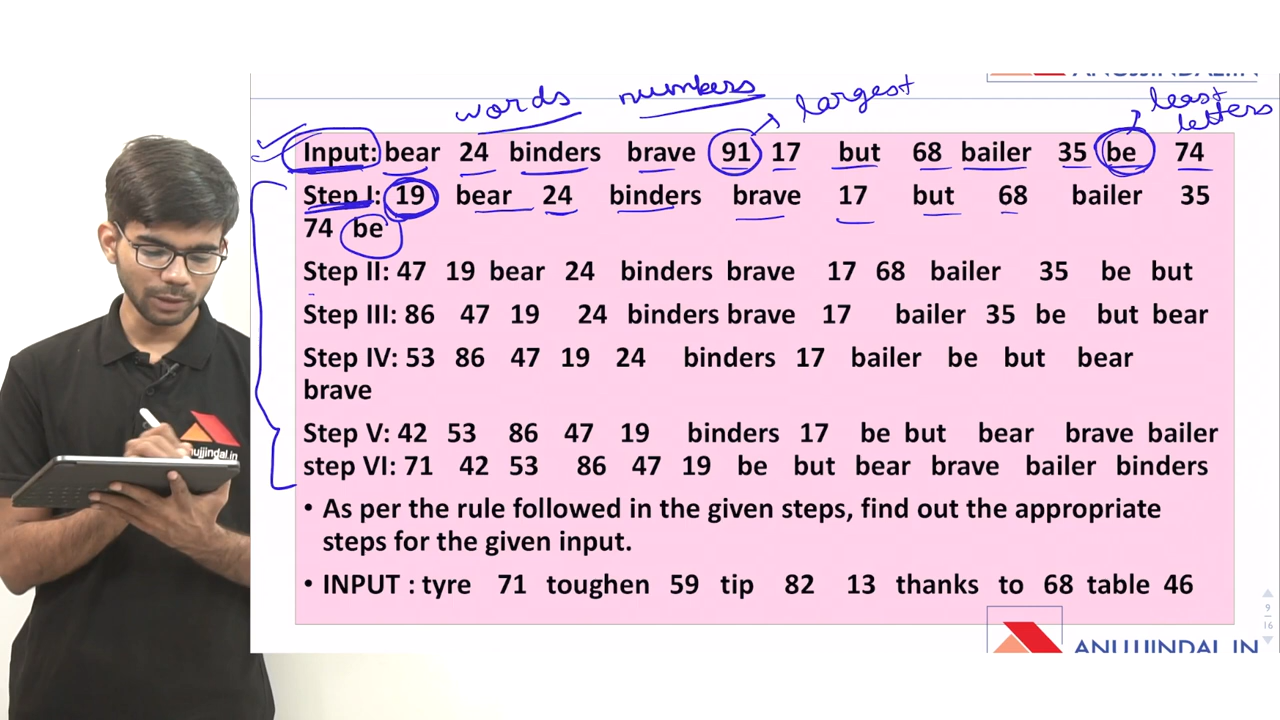 words numbers largest least
letters
Input: bear 24 binders brave 91 17 but 68 bailer 35 be 74
Step I: 19 bear 24 binders brave 17 but 68 bailer 35
74 be
Step II: 47 19 bear 24 binders brave 17 68 bailer 35 be but
Step III: 86 47 19 24 binders brave 17 bailer 35 be but bear
Step IV: 53 86 47 19 24 binders 17 bailer be but bear
brave
Step V: 42 53 86 47 19 binders 17 be but bear brave bailer
step VI: 71 42 53 86 47 19 be but bear brave bailer binders
• As per the rule followed in the given steps, find out the appropriate
steps for the given input.
• INPUT : tyre 71 toughen 59 tip 82 13 thanks to 68 table 46
9
16
ANUJJINDAL.IN